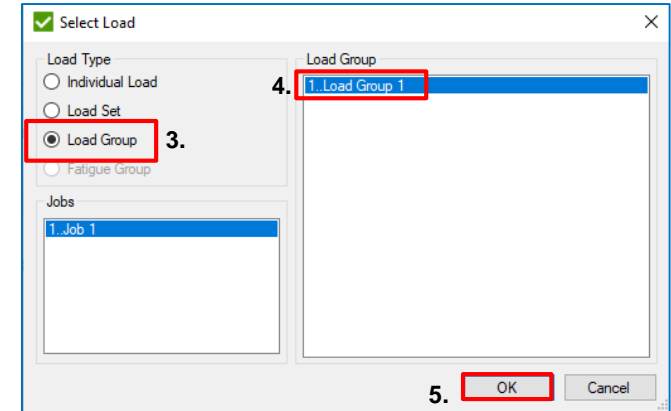 Select Load
Load Type
Individual Load
Load Set
Load Group 3.
Fatigue Group
Jobs
1..Job 1
Load Group
4. 1..Load Group 1
5. OK Cancel